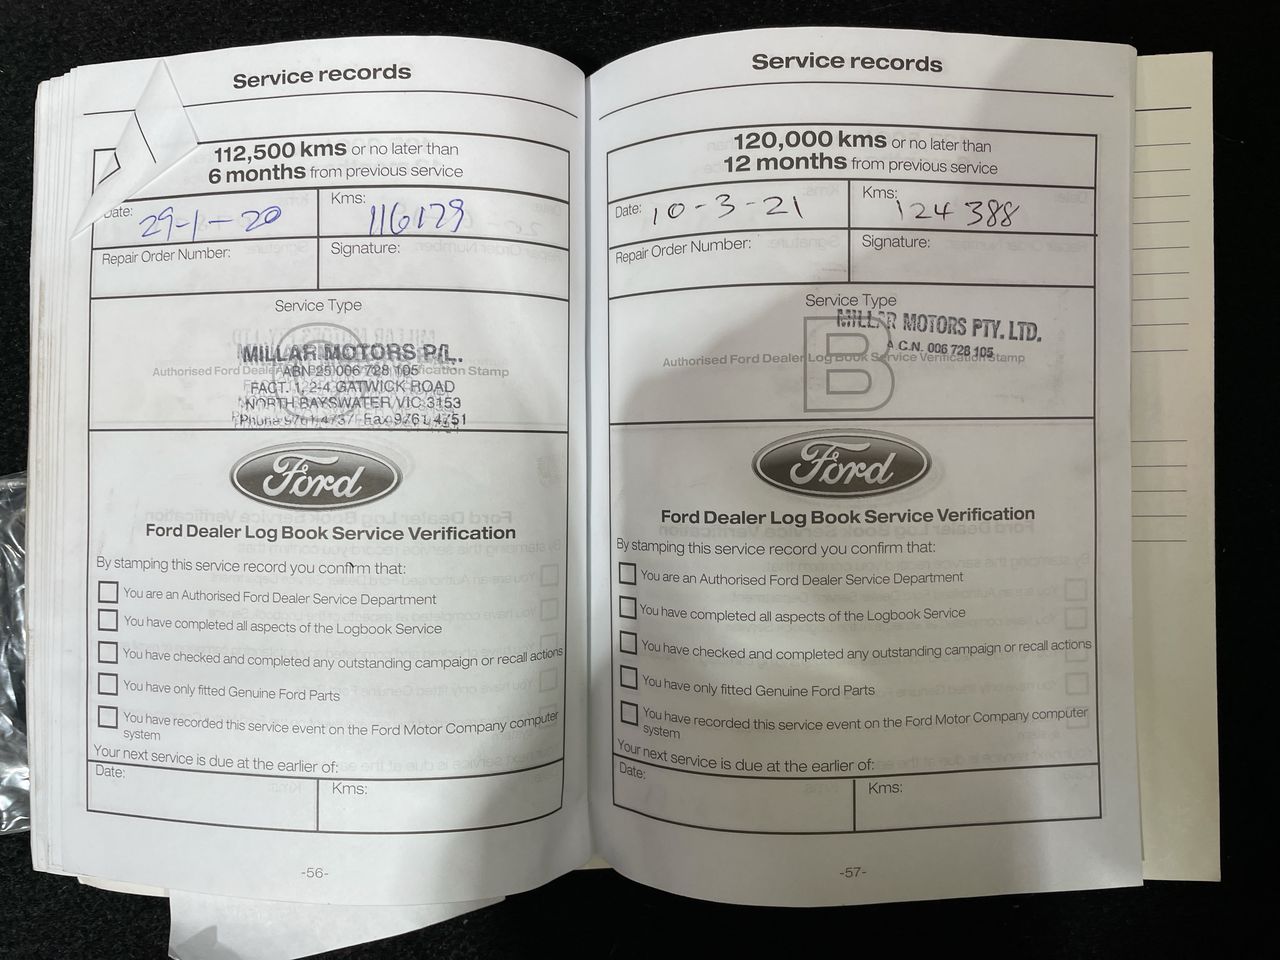 Service records
112,500 kms or no later than
6 months from previous service
Date: 29-1-20
Kms: 116179
Repair Order Number:
Signature:
Service Type
MILLAR MOTORS P/L.
ABN 25 006 728 105
Authorised Ford Dealer Log Book Service Verification Stamp
FACT. 1, 2-4 GATWICK ROAD
NORTH BAYSWATER VIC 3153
Phone 9761 4737 Fax 9761 4751
Ford
Ford Dealer Log Book Service Verification
By stamping this service record you confirm that:
You are an Authorised Ford Dealer Service Department
You have completed all aspects of the Logbook Service
You have checked and completed any outstanding campaign or recall actions
You have only fitted Genuine Ford Parts
You have recorded this service event on the Ford Motor Company computer
system
Your next service is due at the earlier of:
Date:
Kms:
-56-
Service records
120,000 kms or no later than
12 months from previous service
Date: 10-3-21
Kms: 124388
Repair Order Number:
Signature:
Service Type
MILLAR MOTORS PTY. LTD.
A.C.N. 006 728 105
B
Authorised Ford Dealer Log Book Service Verification Stamp
Ford
Ford Dealer Log Book Service Verification
By stamping this service record you confirm that:
You are an Authorised Ford Dealer Service Department
You have completed all aspects of the Logbook Service
You have checked and completed any outstanding campaign or recall actions
You have only fitted Genuine Ford Parts
You have recorded this service event on the Ford Motor Company computer
system
Your next service is due at the earlier of:
Date:
Kms:
-57-